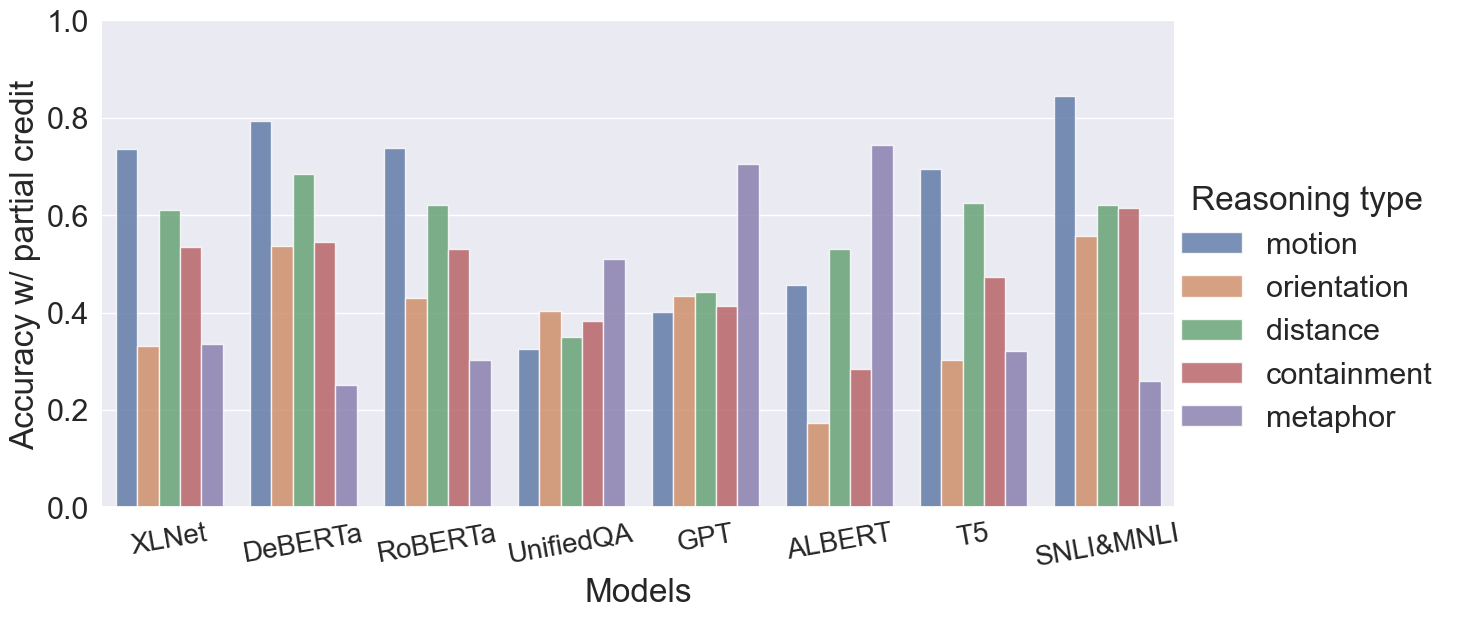 Accuracy w/ partial credit
1.0
0.8
0.6
0.4
0.2
0.0
XLNet
DeBERTa
RoBERTa
UnifiedQA
GPT
ALBERT
T5
SNLI&MNLI
Models
Reasoning type
motion
orientation
distance
containment
metaphor